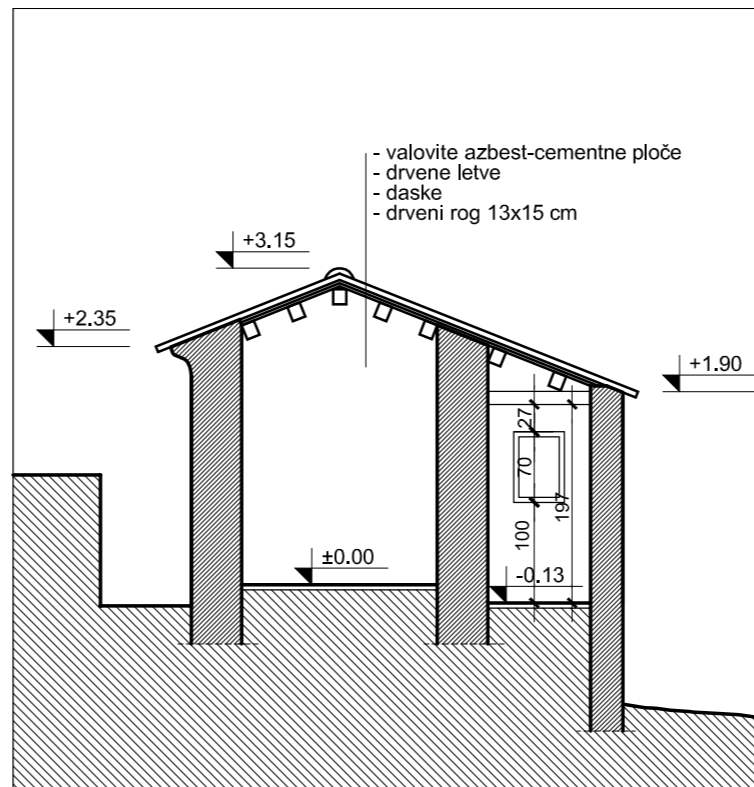 - valovite azbest-cementne ploče
- drvene letve
- daske
- drveni rog 13x15 cm
+3.15
+2.35
+1.90
27
70
197
100
±0.00
-0.13